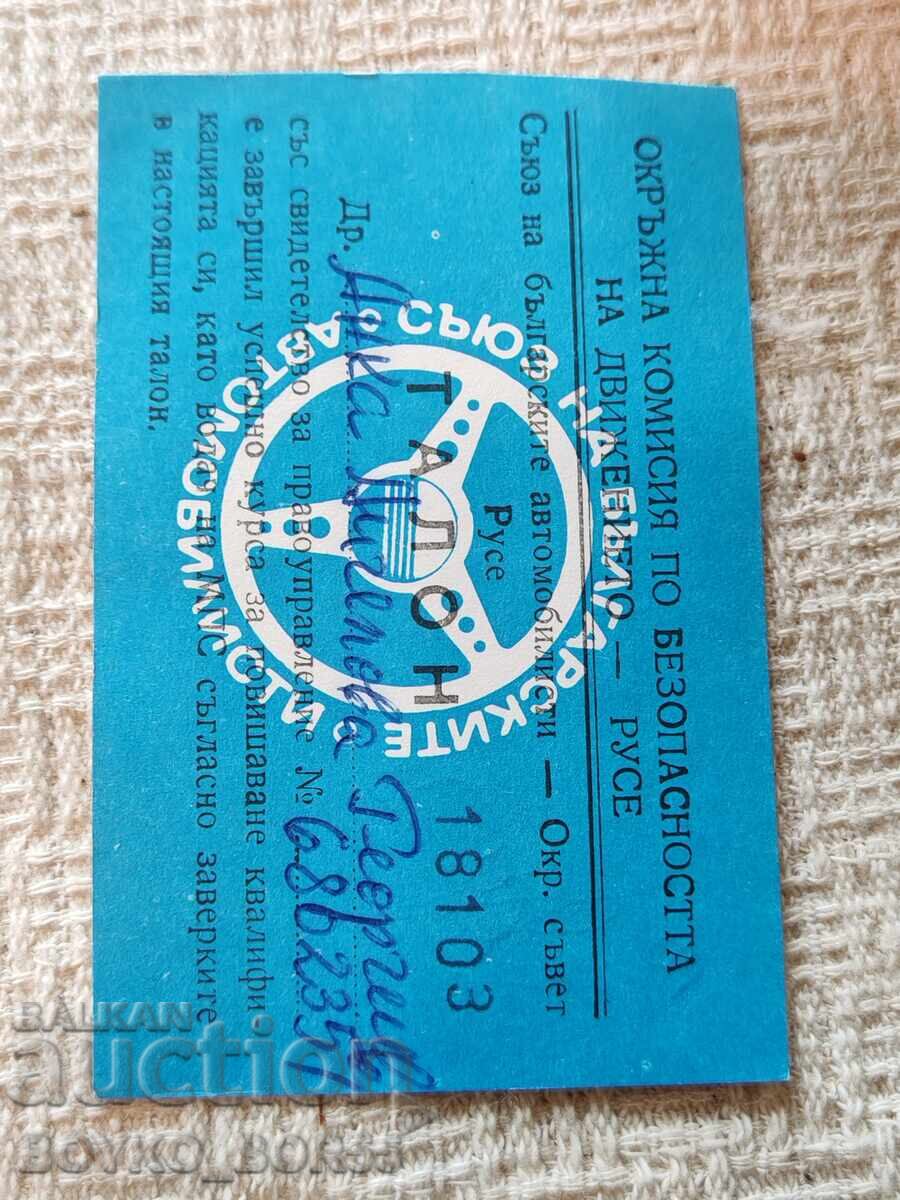 ОКРЪЖНА КОМИСИЯ ПО БЕЗОПАСНОСТТА
НА ДВИЖЕНИЕТО — РУСЕ
Съюз на българските автомобилисти — Окр. съвет
Русе
ТАЛОН 18103
Др. Георгиев
със свидетелство за правоуправление №
е завършил успешно курса за повишаване квалифи
кацията си, като водач на МПС съгласно заверките
в настоящия талон.
СЪЮЗ НА БЪЛГАРСКИТЕ АВТОМОБИЛИСТИ
BALKAN
auction
BOYKO_BOR55